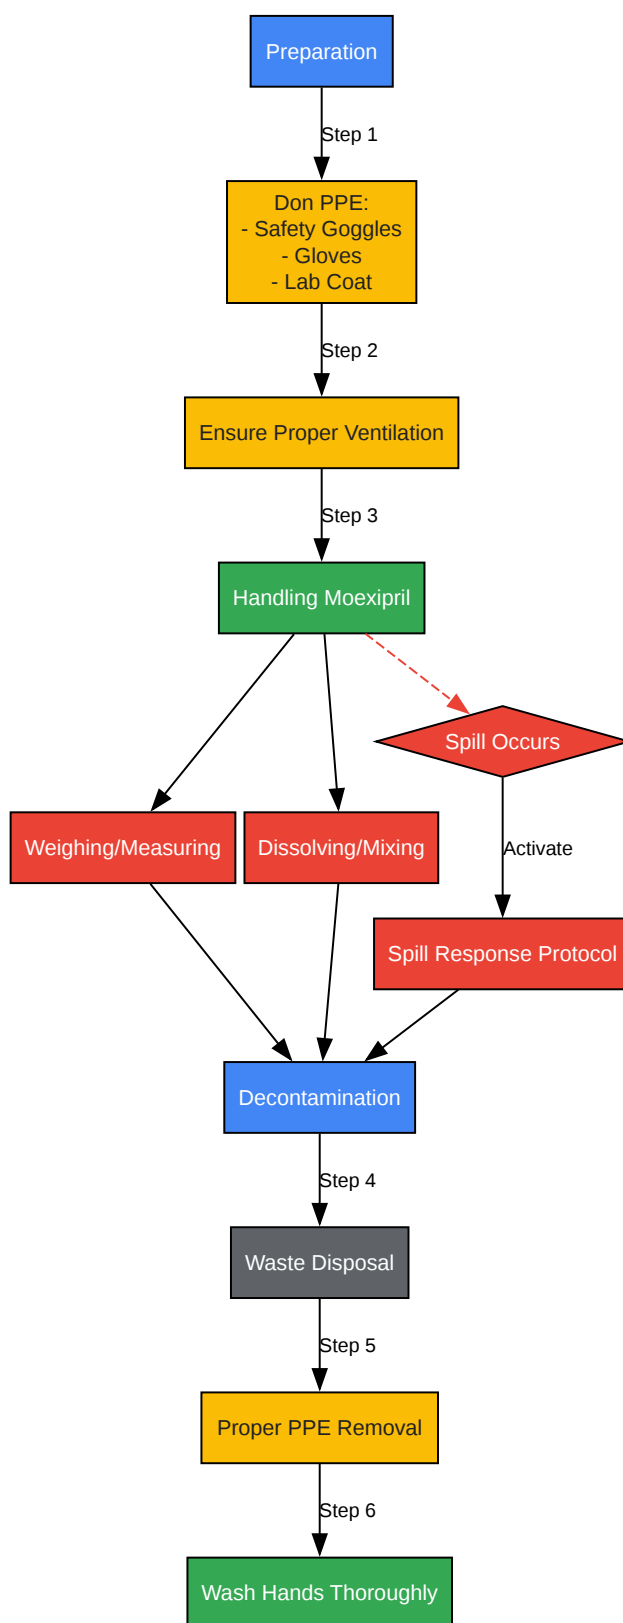 Preparation
Step 1
Don PPE:
- Safety Goggles
- Gloves
- Lab Coat
Step 2
Ensure Proper Ventilation
Step 3
Handling Moexipril
Spill Occurs
Weighing/Measuring
Dissolving/Mixing
Activate
Spill Response Protocol
Decontamination
Step 4
Waste Disposal
Step 5
Proper PPE Removal
Step 6
Wash Hands Thoroughly